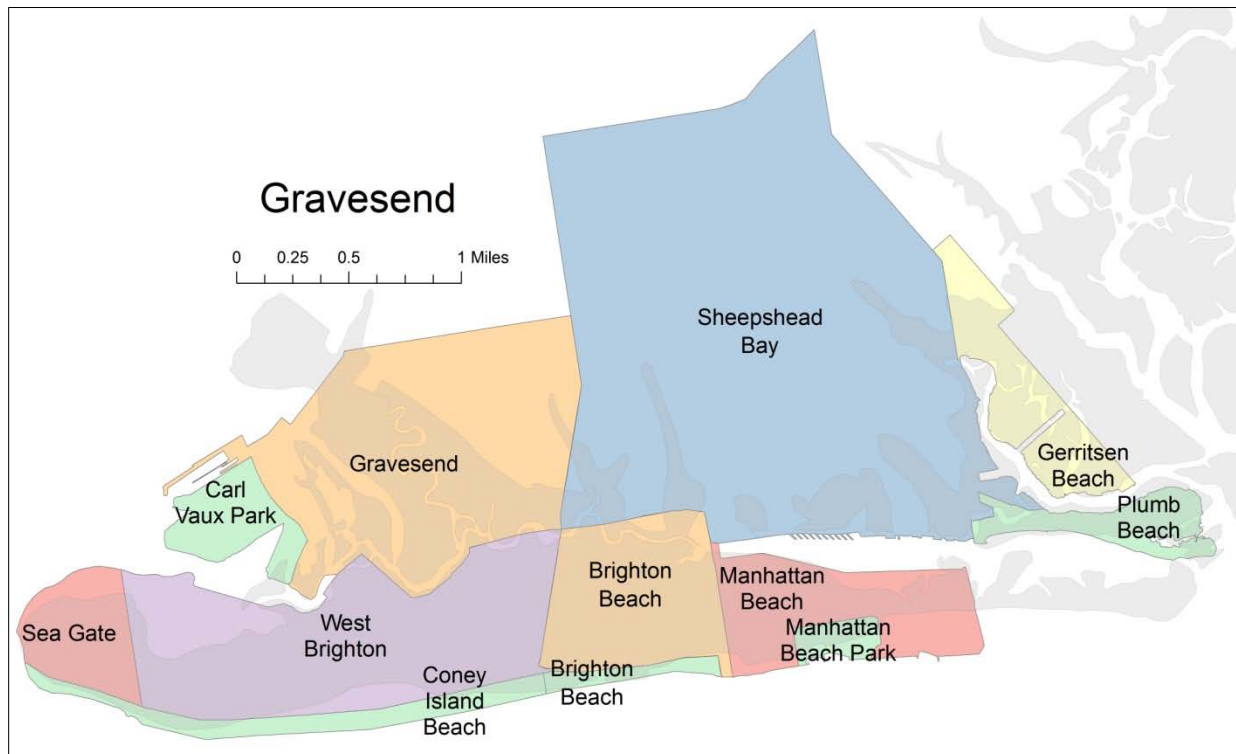 Gravesend
0 0.25 0.5 1 Miles
Sheepshead
Bay
Gravesend
Carl
Vaux Park
Gerritsen
Beach
Plumb
Beach
Brighton
Beach
Manhattan
Beach
Manhattan
Beach Park
Sea Gate
West
Brighton
Coney
Island
Beach
Brighton
Beach